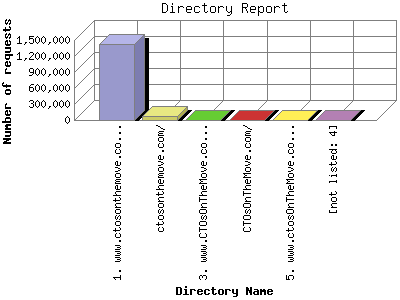 Directory Report
Number of requests
1,500,000
1,200,000
900,000
600,000
300,000
0
1. www.ctosonthemove.co...
ctosonthemove.com/
3. www.CTOsOnTheMove.co...
CTOsOnTheMove.com/
5. www.ctosOnTheMove.co...
[not listed: 4]
Directory Name